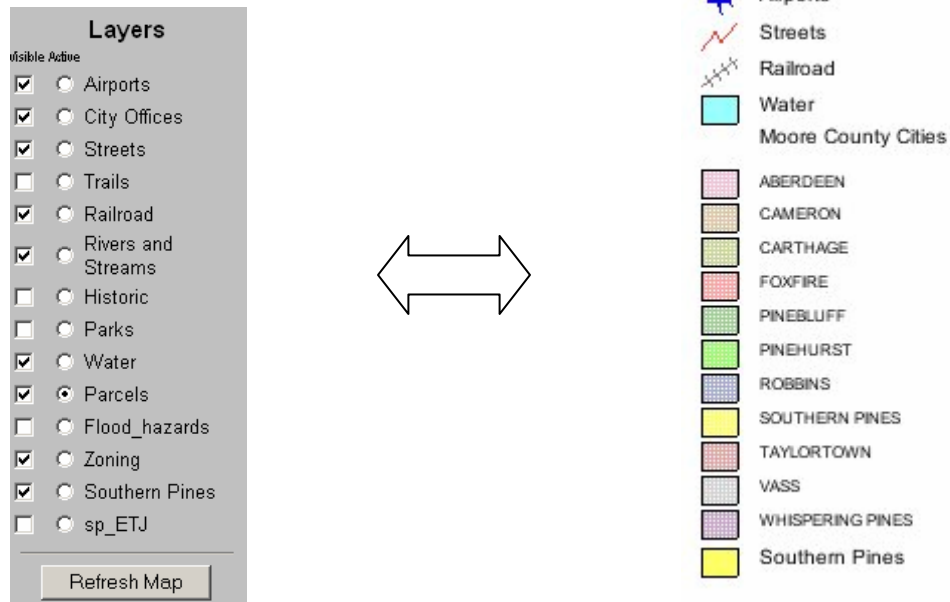 Layers
Visible Active
Airports
City Offices
Streets
Trails
Railroad
Rivers and
Streams
Historic
Parks
Water
Parcels
Flood_hazards
Zoning
Southern Pines
sp_ETJ
Refresh Map
Airports
Streets
Railroad
Water
Moore County Cities
ABERDEEN
CAMERON
CARTHAGE
FOXFIRE
PINEBLUFF
PINEHURST
ROBBINS
SOUTHERN PINES
TAYLORTOWN
VASS
WHISPERING PINES
Southern Pines